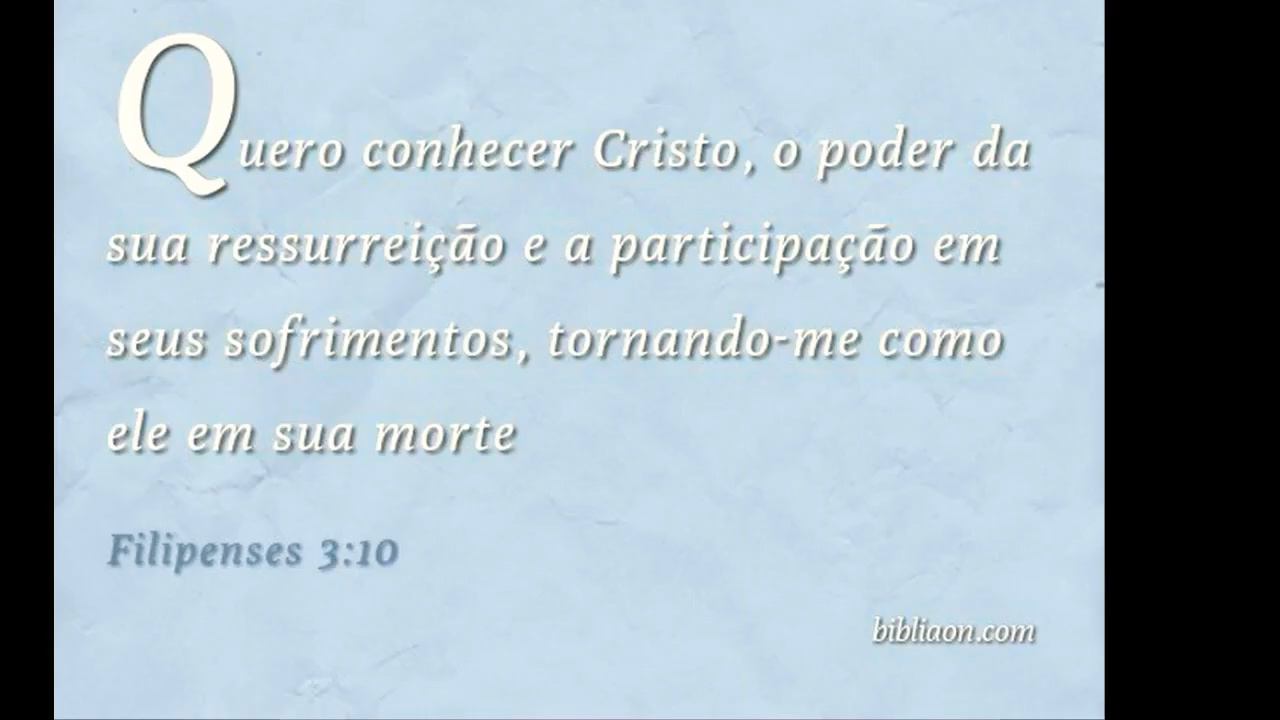 Quero conhecer Cristo, o poder da
sua ressurreição e a participação em
seus sofrimentos, tornando-me como
ele em sua morte
Filipenses 3:10
bibliaon.com